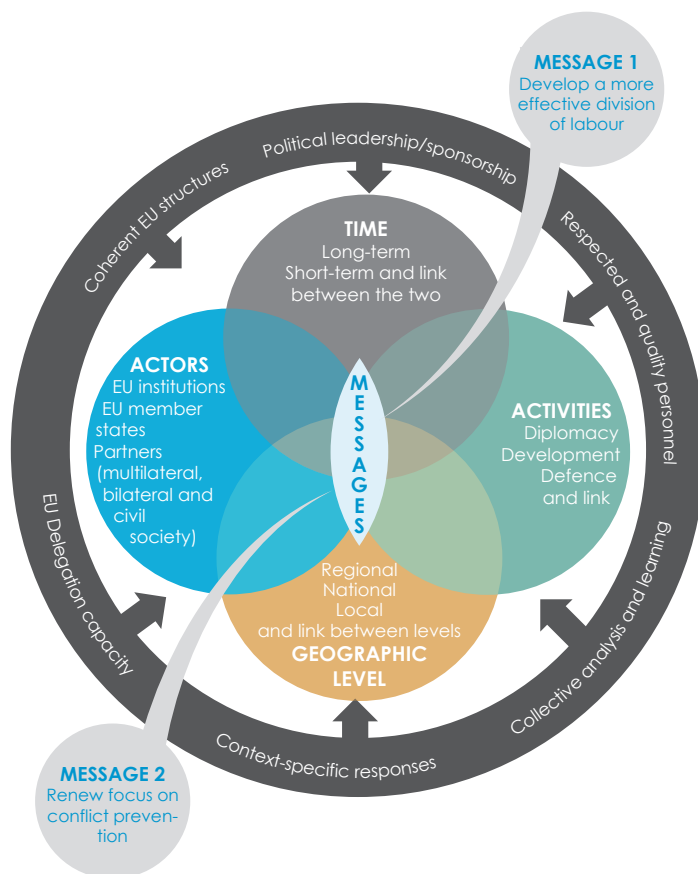 MESSAGE 1
Develop a more
effective division
of labour
Political leadership/sponsorship
Coherent EU structures
Respected and quality personnel
TIME
Long-term
Short-term and link
between the two
ACTORS
EU institutions
EU member
states
Partners
(multilateral,
bilateral and
civil
society)
MESSAGES
ACTIVITIES
Diplomacy
Development
Defence
and link
Regional
National
Local
and link between levels
GEOGRAPHIC
LEVEL
EU Delegation capacity
Collective analysis and learning
Context-specific responses
MESSAGE 2
Renew focus on
conflict preven-
tion